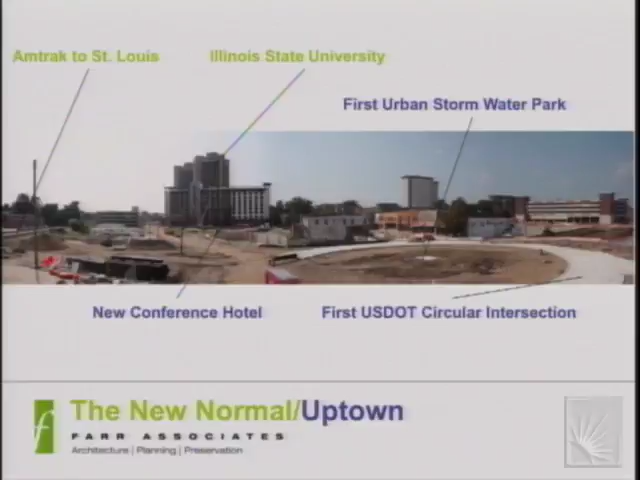 Amtrak to St. Louis
Illinois State University
First Urban Storm Water Park
New Conference Hotel
First USDOT Circular Intersection
The New Normal/Uptown
f
FARR ASSOCIATES
Architecture | Planning | Preservation